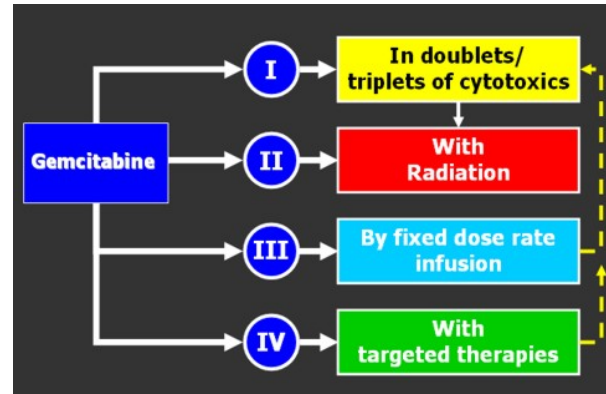 Gemcitabine
I
In doublets/
triplets of cytotoxics
II
With
Radiation
III
By fixed dose rate
infusion
IV
With
targeted therapies